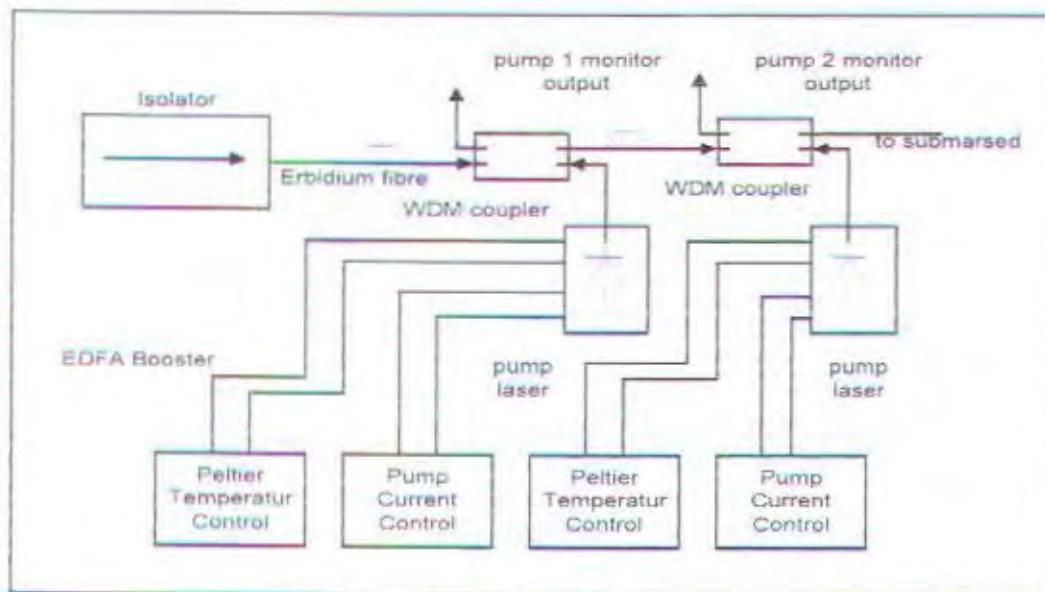 pump 1 monitor
output
pump 2 monitor
output
Isolator
to submarsed
Erbidium fibre
WDM coupler
WDM coupler
EDFA Booster
pump
laser
pump
laser
Peltier
Temperatur
Control
Pump
Current
Control
Peltier
Temperatur
Control
Pump
Current
Control